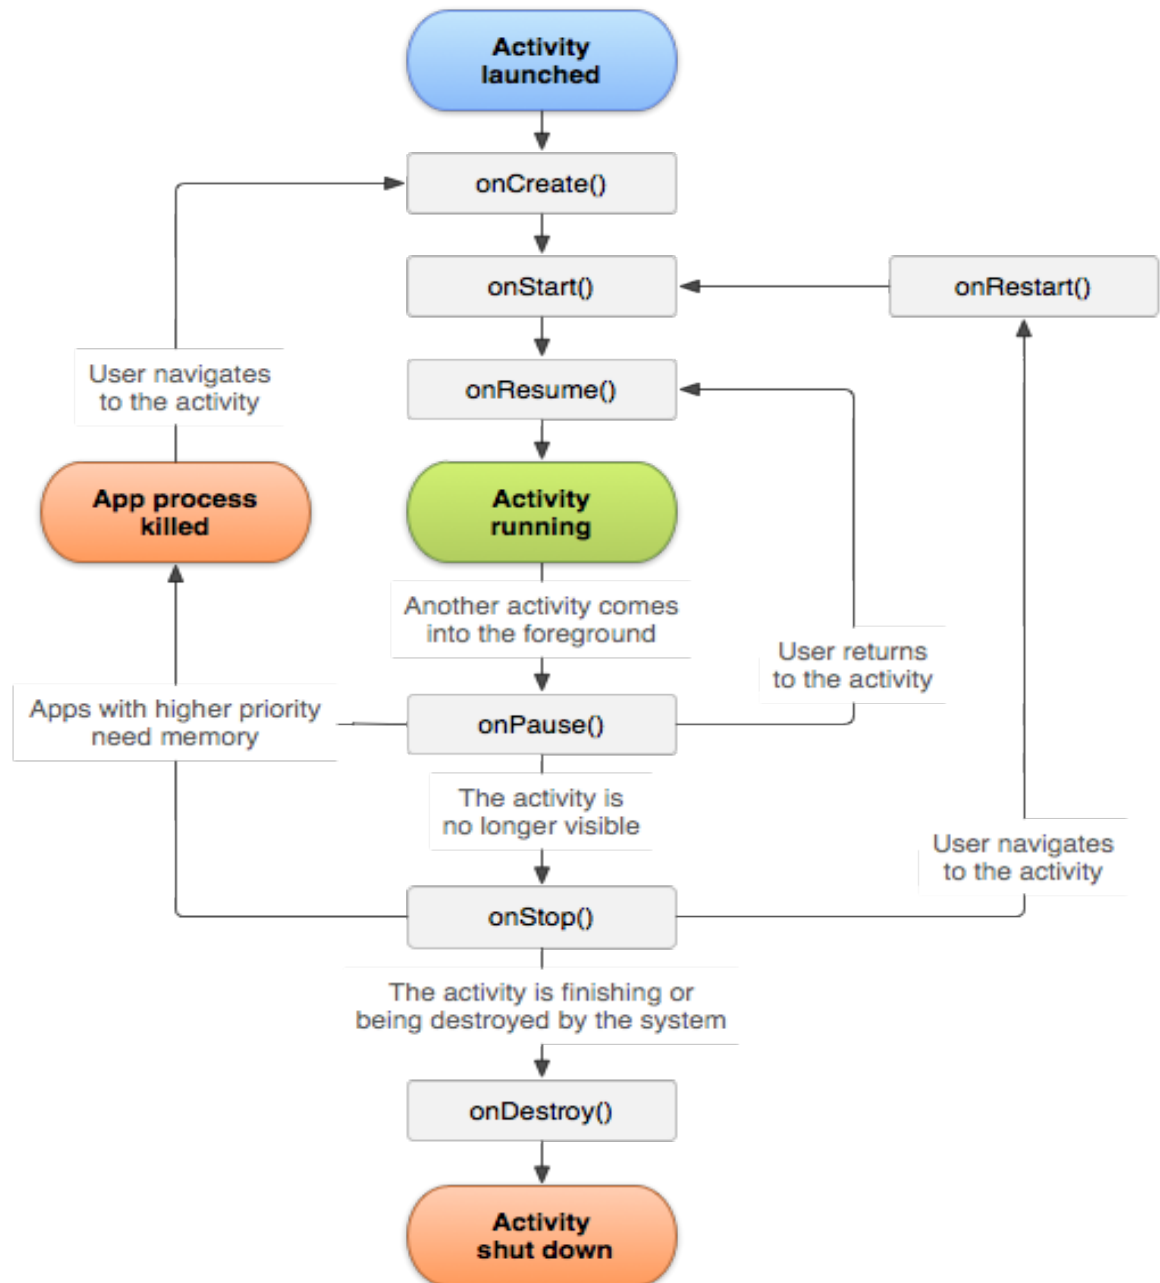 Activity
launched
onCreate()
onStart()
onRestart()
User navigates
to the activity
onResume()
App process
killed
Activity
running
Another activity comes
into the foreground
User returns
to the activity
Apps with higher priority
need memory
onPause()
The activity is
no longer visible
User navigates
to the activity
onStop()
The activity is finishing or
being destroyed by the system
onDestroy()
Activity
shut down